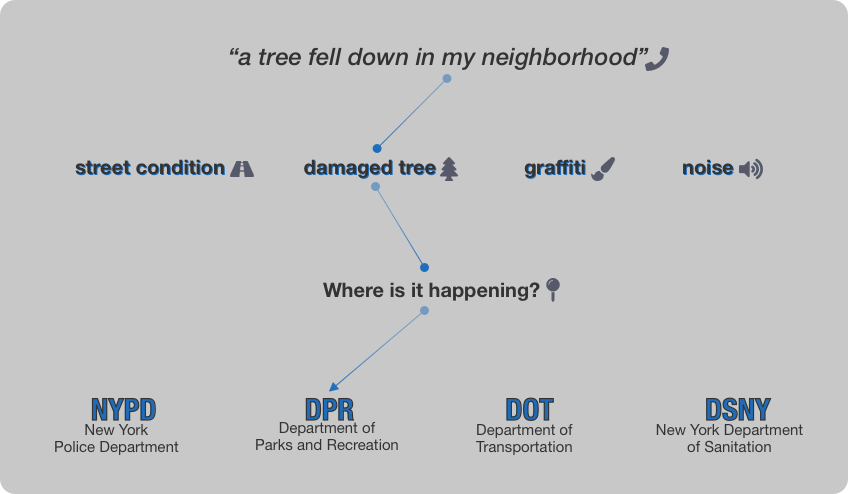 “a tree fell down in my neighborhood”
street condition damaged tree graffiti noise
Where is it happening?
NYPD DPR DOT DSNY
New York Police Department
Department of Parks and Recreation
Department of Transportation
New York Department of Sanitation